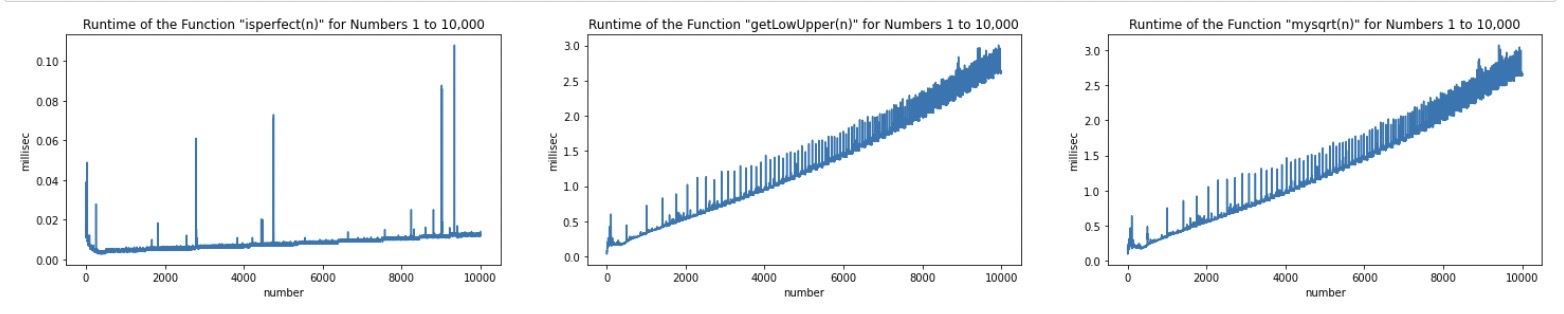 Runtime of the Function "isperfect(n)" for Numbers 1 to 10,000
0.10
0.08
0.06
0.04
0.02
0.00
millisec
0 2000 4000 6000 8000 10000
number
Runtime of the Function "getLowUpper(n)" for Numbers 1 to 10,000
3.0
2.5
2.0
1.5
1.0
0.5
0.0
millisec
0 2000 4000 6000 8000 10000
number
Runtime of the Function "mysqrt(n)" for Numbers 1 to 10,000
3.0
2.5
2.0
1.5
1.0
0.5
0.0
millisec
0 2000 4000 6000 8000 10000
number